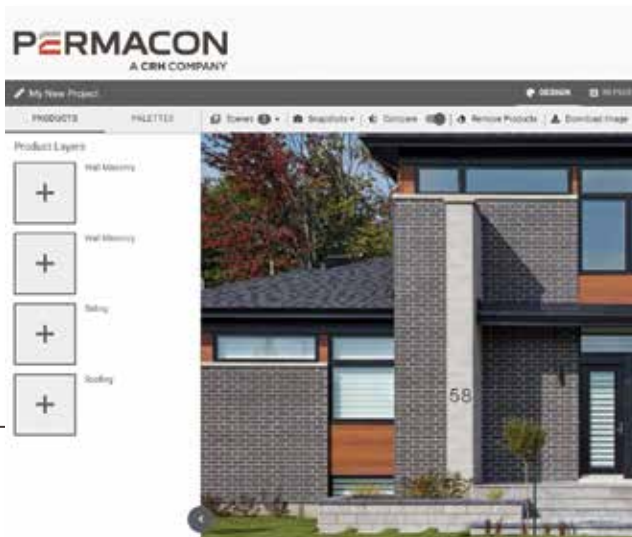 PERMACON
A CRH COMPANY
My New Project
DESIGN
PRODUCTS PALETTES Scenes Snapshots Compare Remove Products Download Image
Product Layers
Wall Masonry
Wall Masonry
Siding
Roofing
58